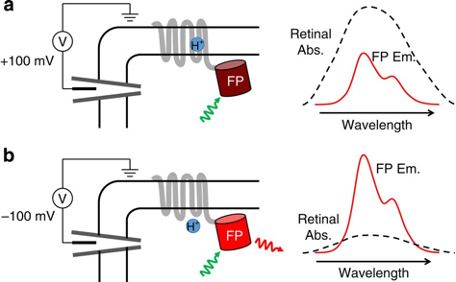 a
V
+100 mV
H+
FP
Retinal
Abs.
FP Em.
Wavelength
b
V
−100 mV
H+
FP
FP Em.
Retinal
Abs.
Wavelength